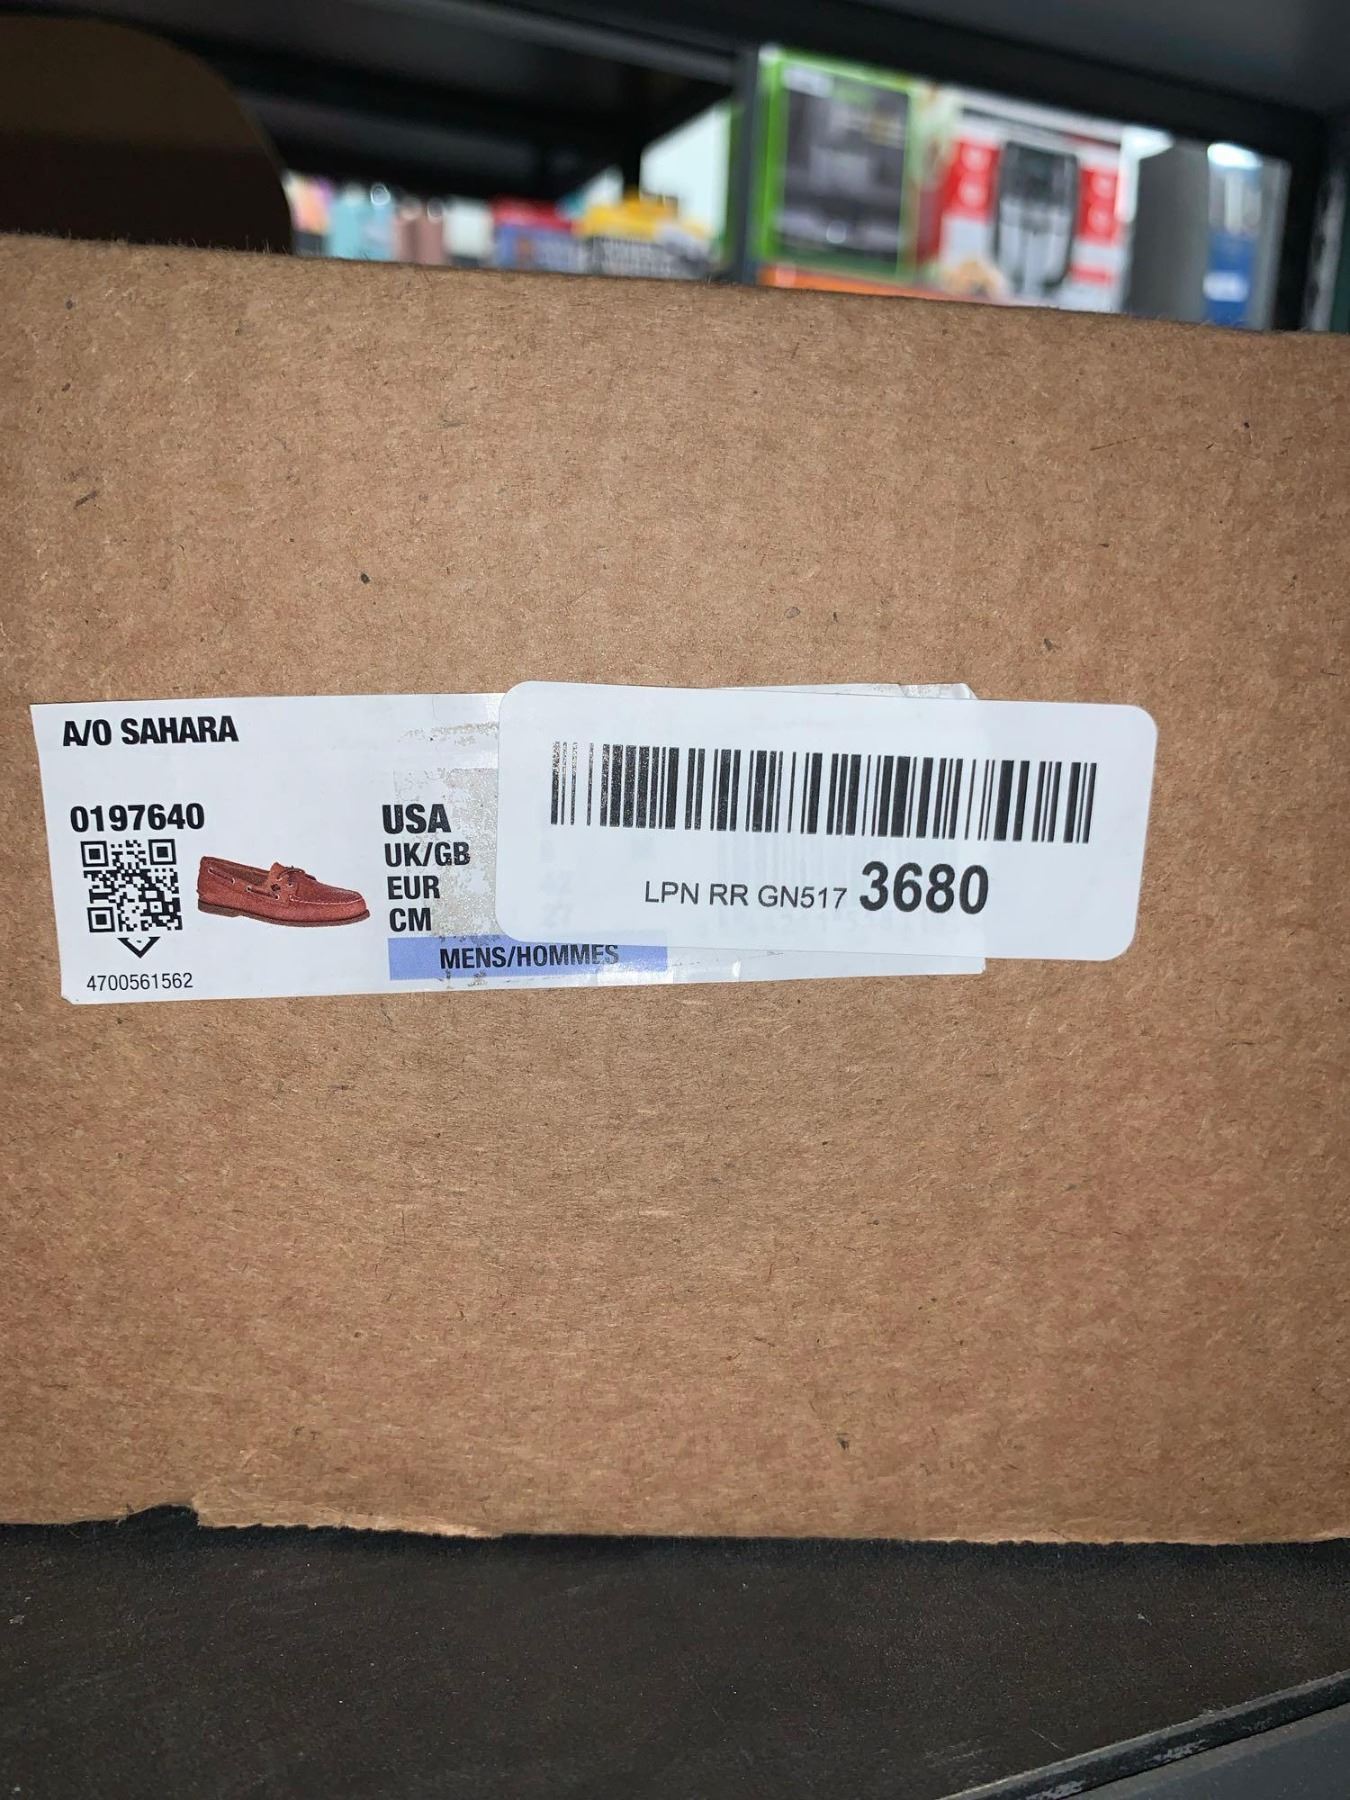 A/O SAHARA
0197640
USA
UK/GB
EUR
CM
MENS/HOMMES
4700561562
LPN RR GN517 3680